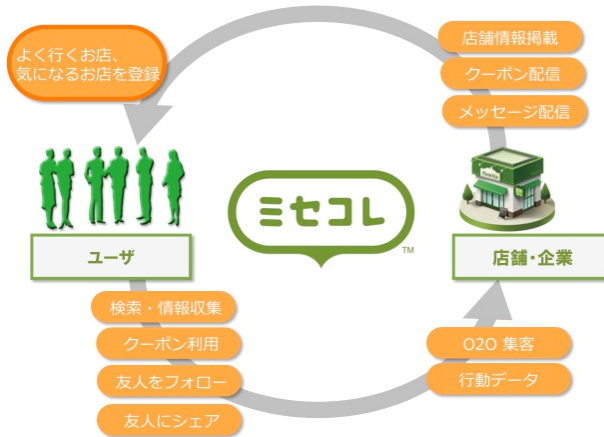 よく行くお店、
気になるお店を登録
店舗情報掲載
クーポン配信
メッセージ配信
ミセコレ
TM
ユーザ
店舗・企業
検索・情報収集
クーポン利用
友人をフォロー
友人にシェア
O2O 集客
行動データ